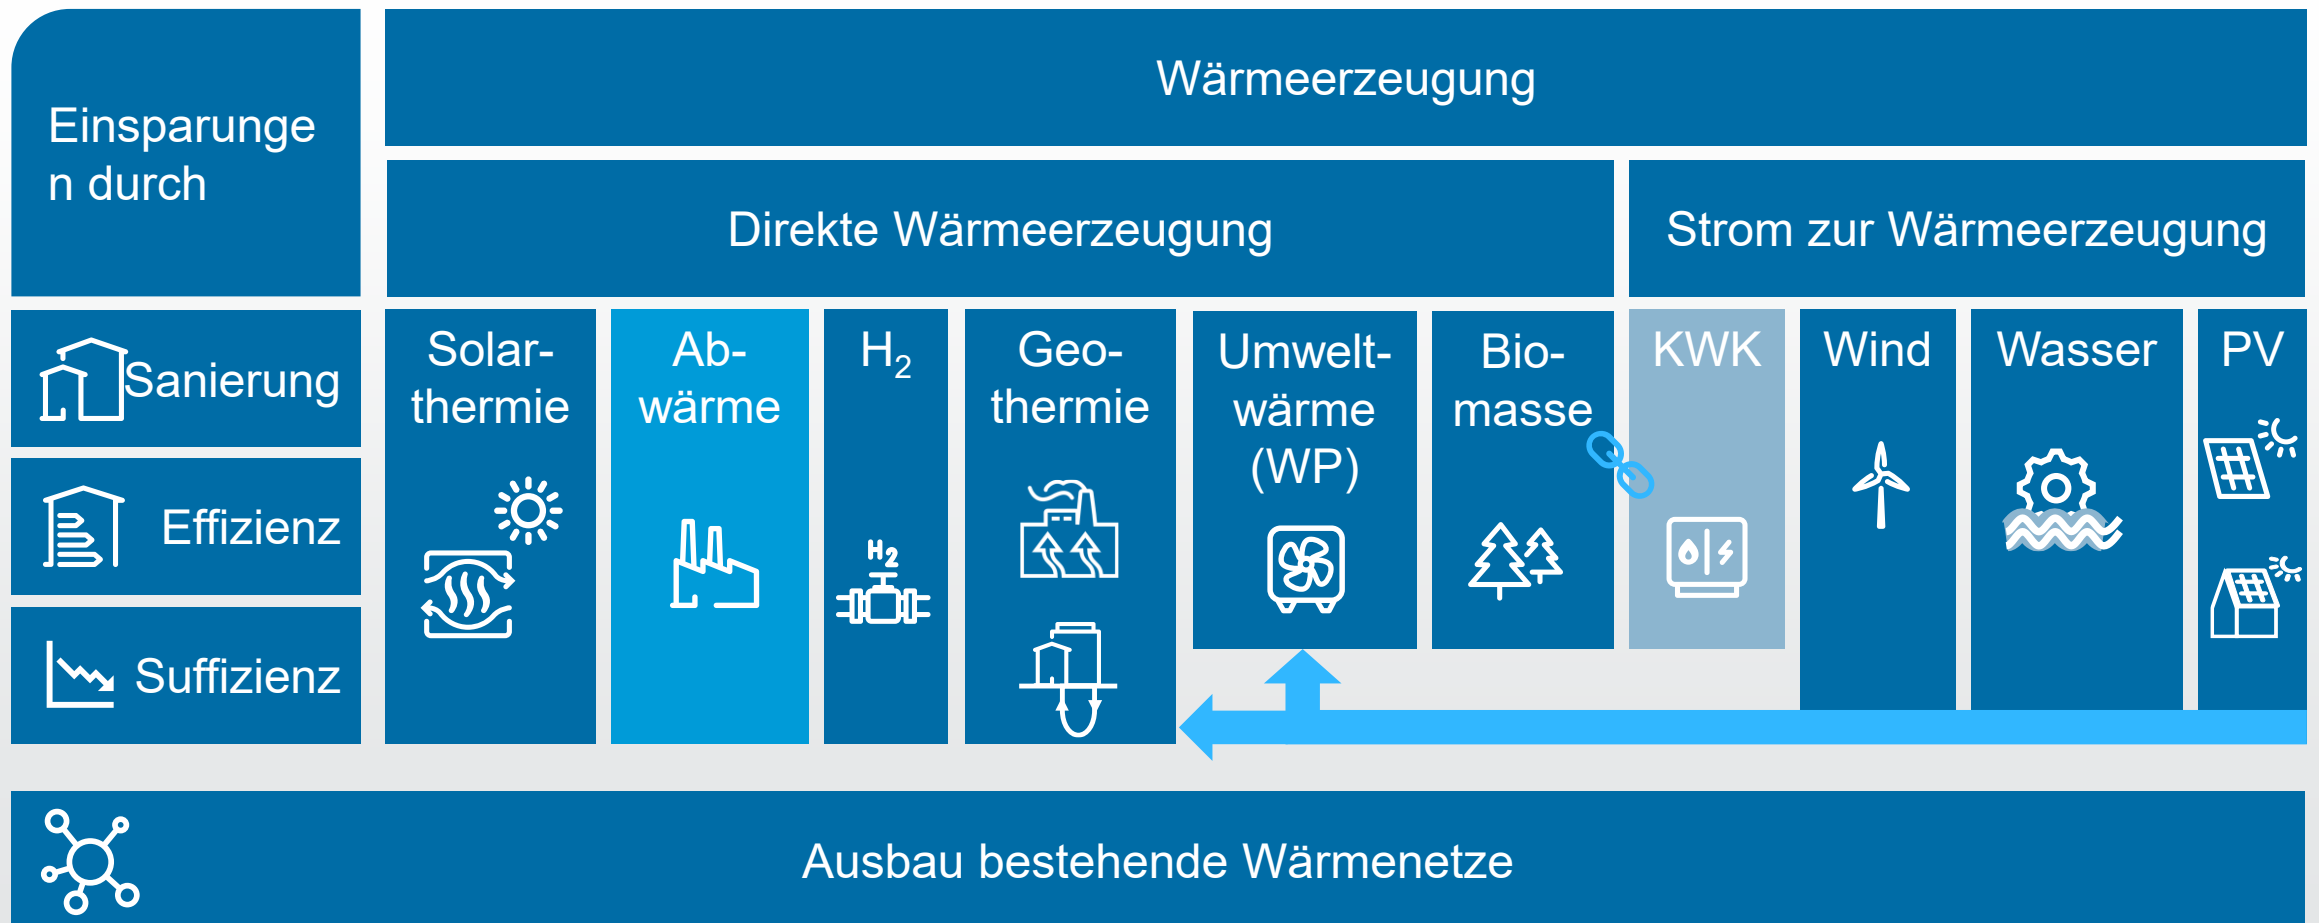 Einsparunge
n durch
Wärmeerzeugung
Direkte Wärmeerzeugung
Strom zur Wärmeerzeugung
Sanierung
Effizienz
Suffizienz
Solar-
thermie
Ab-
wärme
H₂
H₂
Geo-
thermie
Umwelt-
wärme
(WP)
Bio-
masse
KWK
Wind
Wasser
PV
Ausbau bestehende Wärmenetze